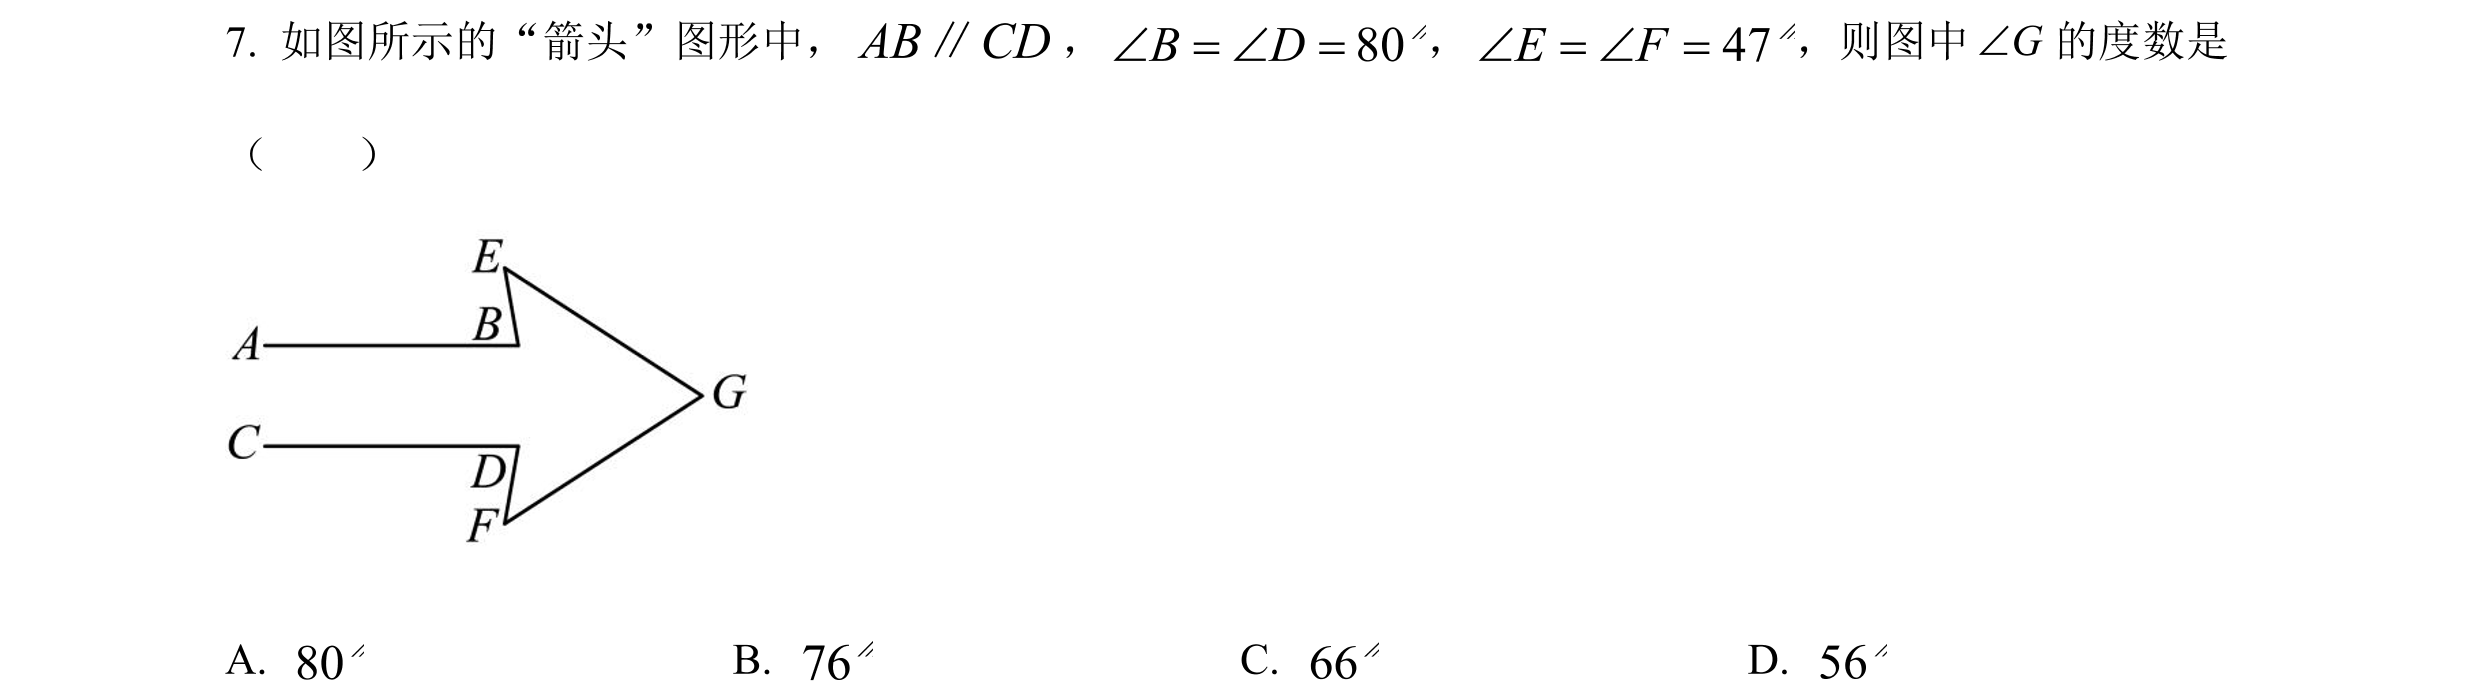 7. 如图所示的“箭头”图形中，AB∥CD，∠B=∠D=80〃，∠E=∠F=47〃，则图中∠G的度数是
（　　）
E
B
A
G
C
D
F
A. 80〃 B. 76〃 C. 66〃 D. 56〃